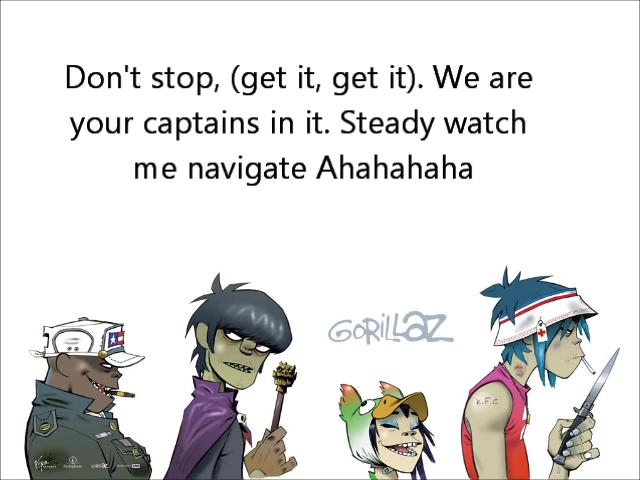 Don't stop, (get it, get it). We are
your captains in it. Steady watch
me navigate Ahahahaha
GORILLAZ
K.F.C